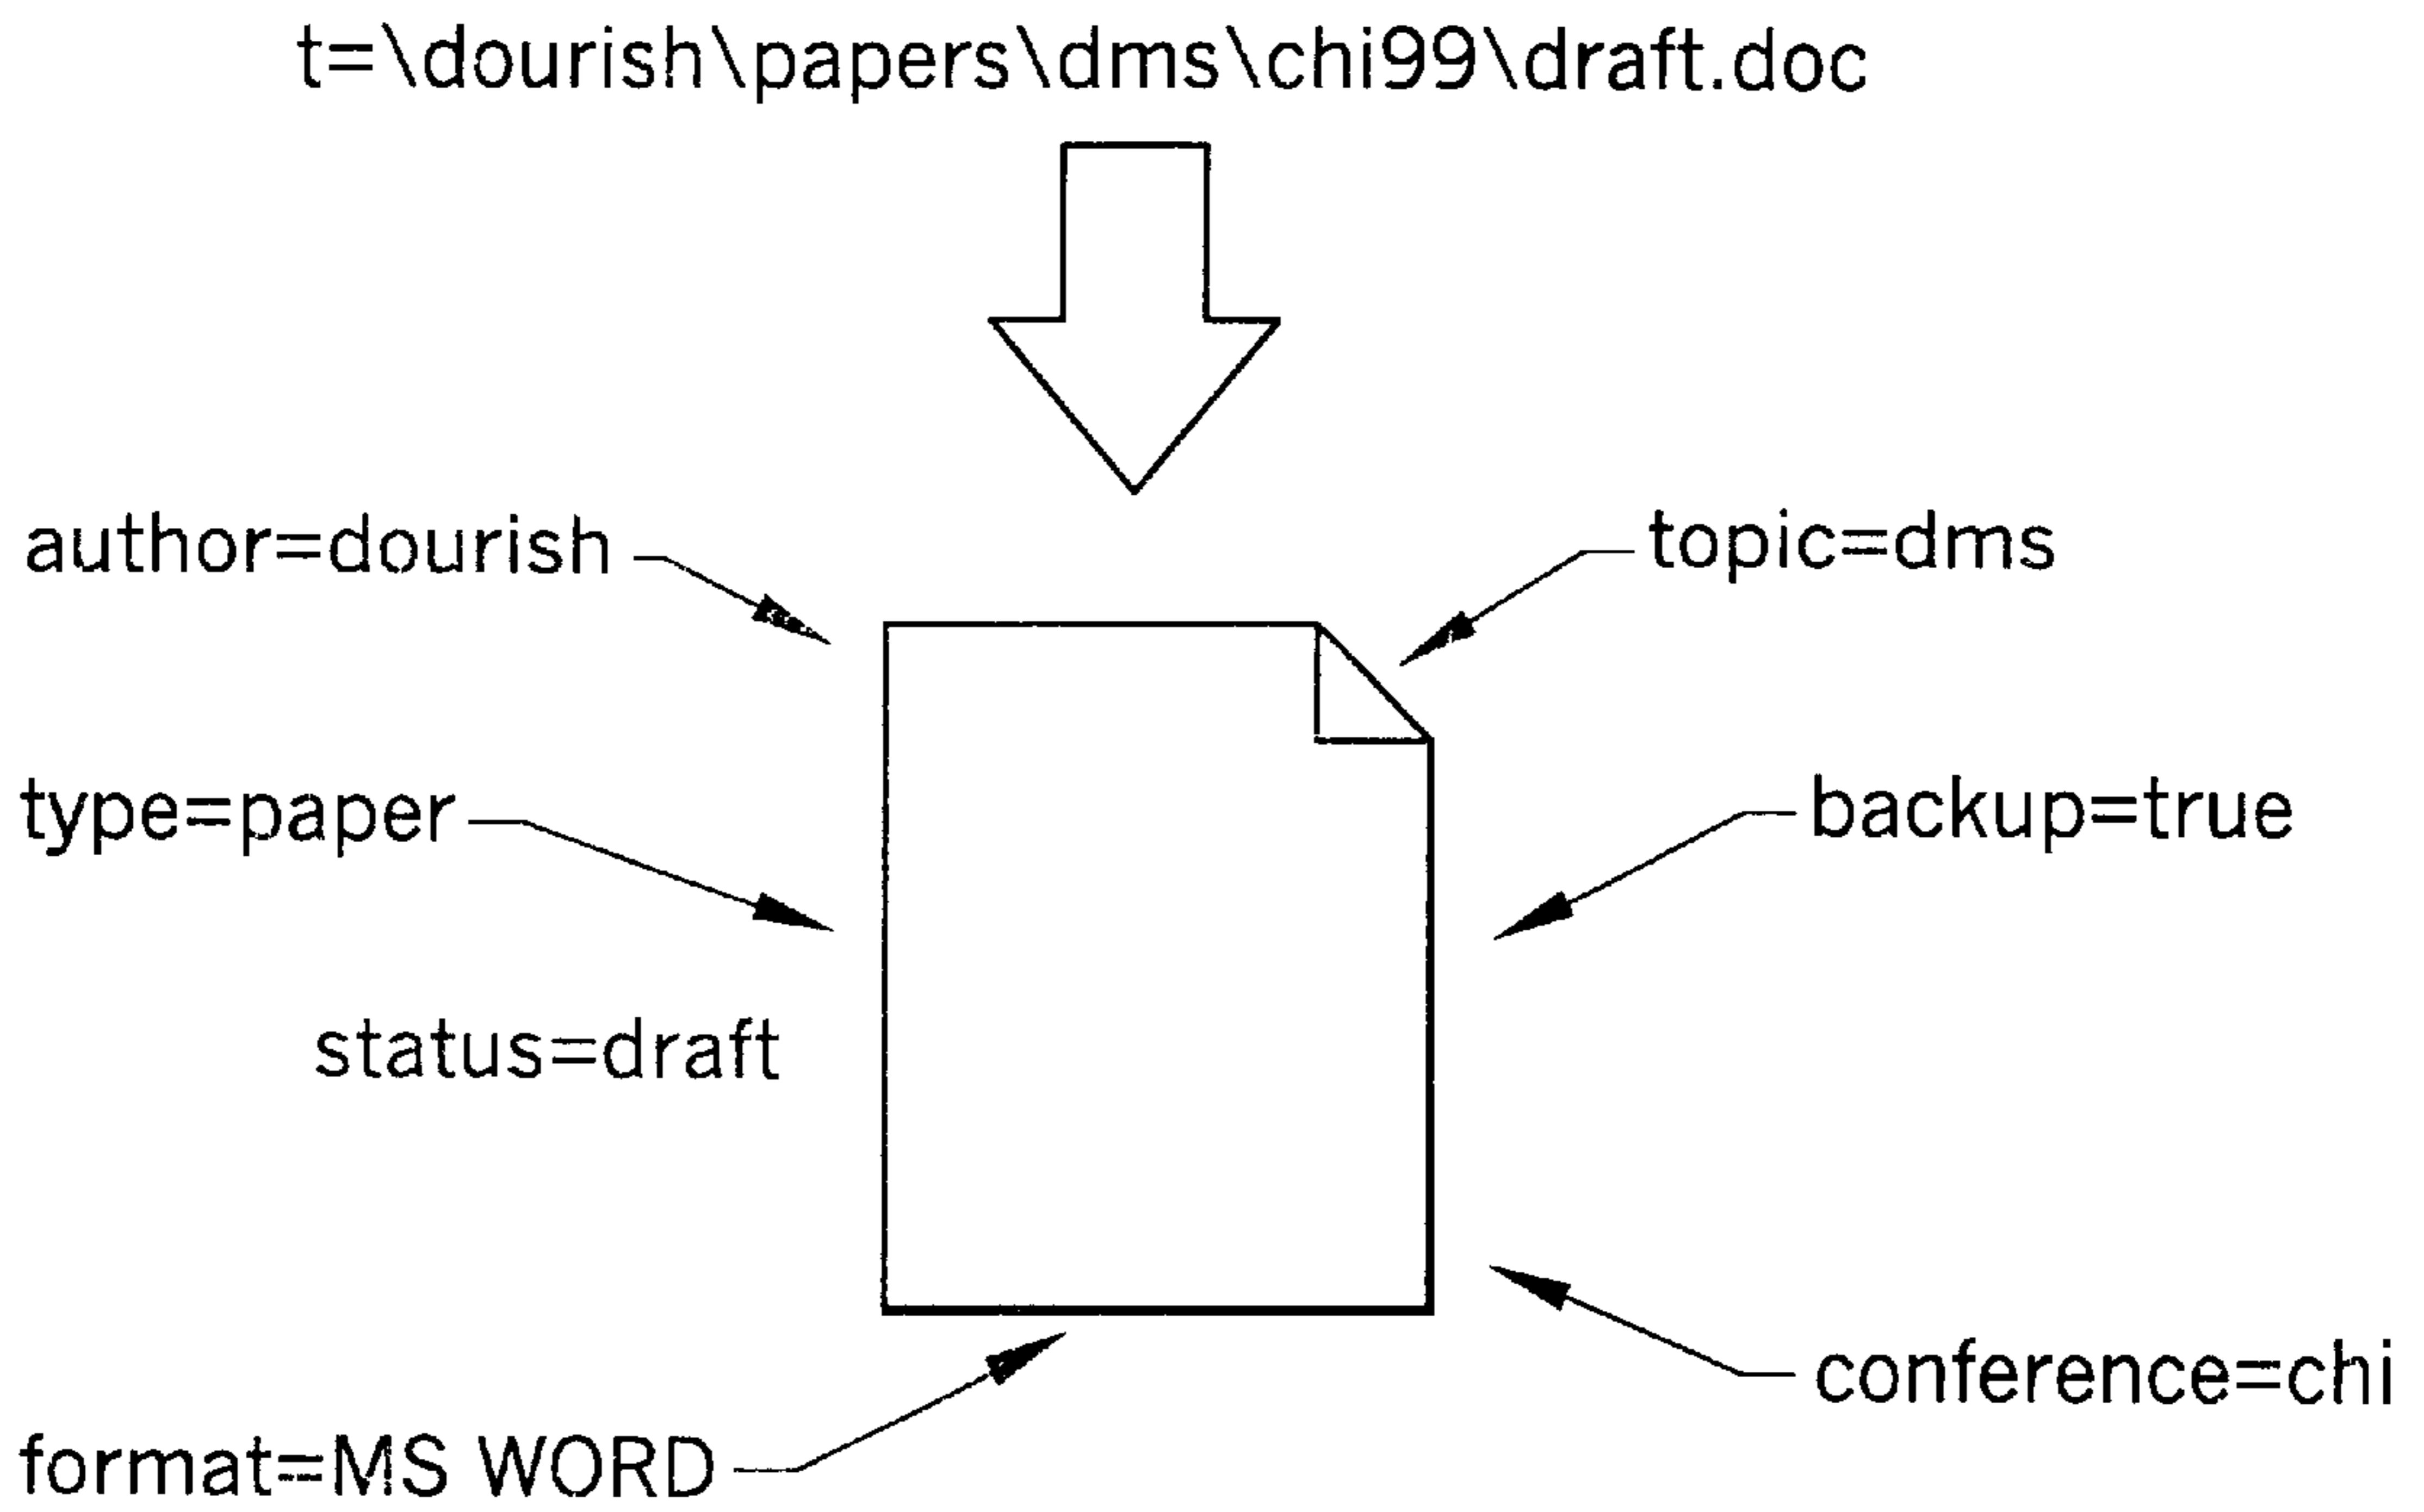 t=\dourish\papers\dms\chi99\draft.doc
author=dourish
topic=dms
type=paper
backup=true
status=draft
conference=chi
format=MS WORD